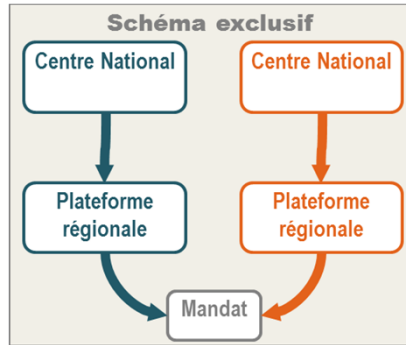 Schéma exclusif
Centre National
Centre National
Plateforme
régionale
Plateforme
régionale
Mandat